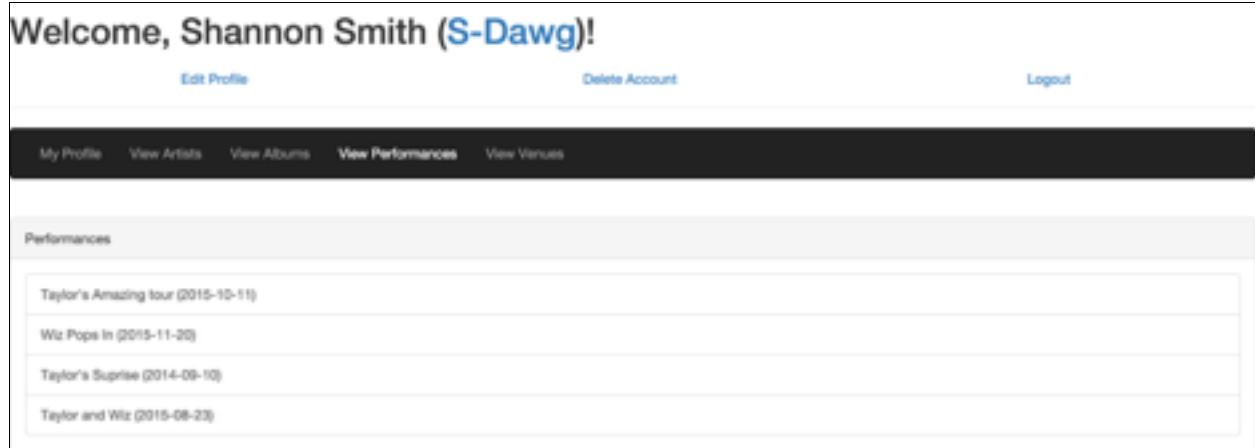 Welcome, Shannon Smith (S-Dawg)!
Edit Profile Delete Account Logout
My Profile View Artists View Albums View Performances View Venues
Performances
Taylor's Amazing tour (2015-10-11)
Wiz Pops In (2015-11-20)
Taylor's Suprise (2014-09-10)
Taylor and Wiz (2015-08-23)